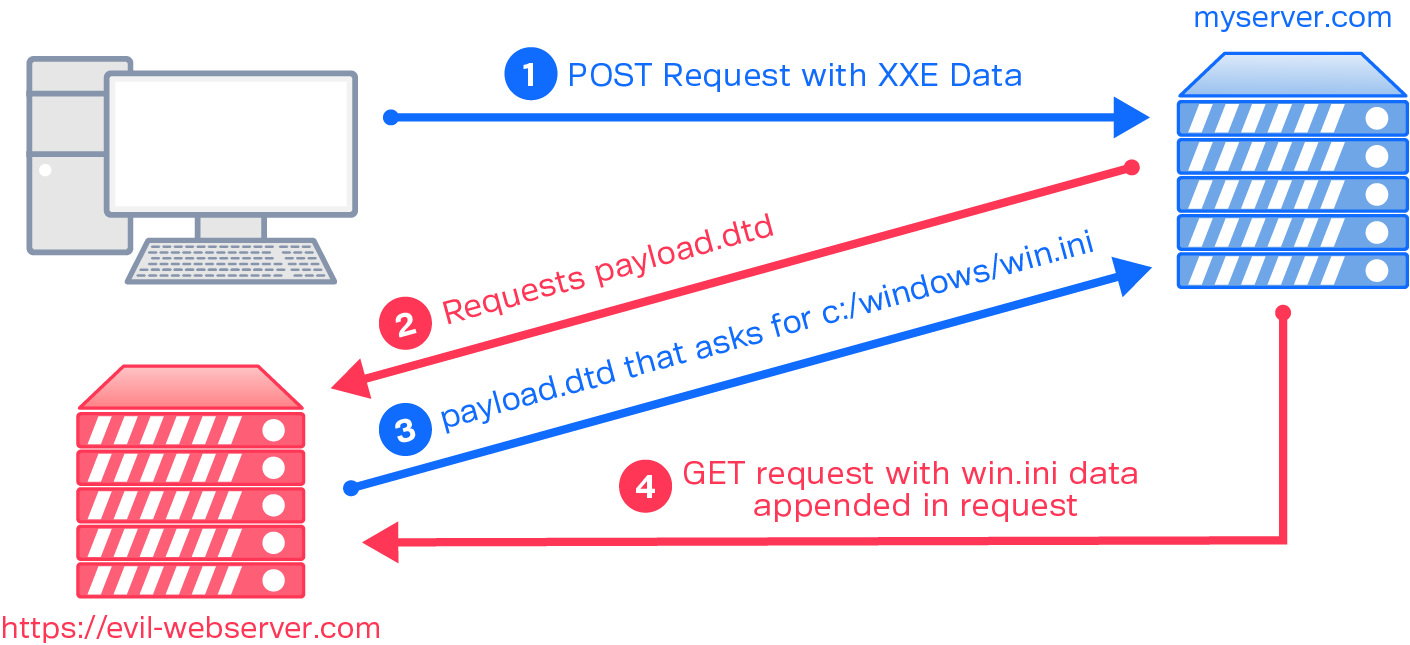 myserver.com
1 POST Request with XXE Data
2 Requests payload.dtd
3 payload.dtd that asks for c:/windows/win.ini
4 GET request with win.ini data
appended in request
https://evil-webserver.com